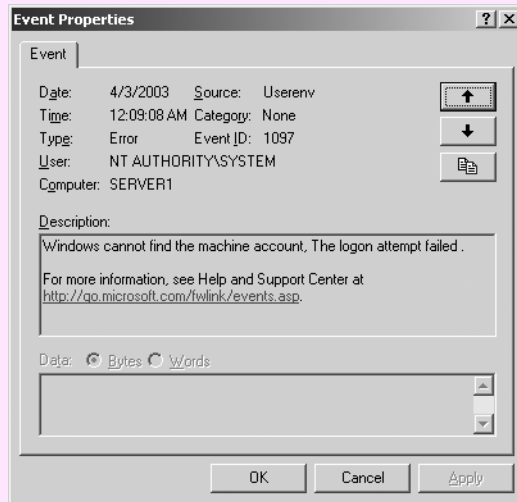 Event Properties
Event
Date: 4/3/2003 Source: Userenv
Time: 12:09:08 AM Category: None
Type: Error Event ID: 1097
User: NT AUTHORITY\SYSTEM
Computer: SERVER1
Description:
Windows cannot find the machine account, The logon attempt failed .
For more information, see Help and Support Center at
http://go.microsoft.com/fwlink/events.asp.
Data: Bytes Words
OK Cancel Apply